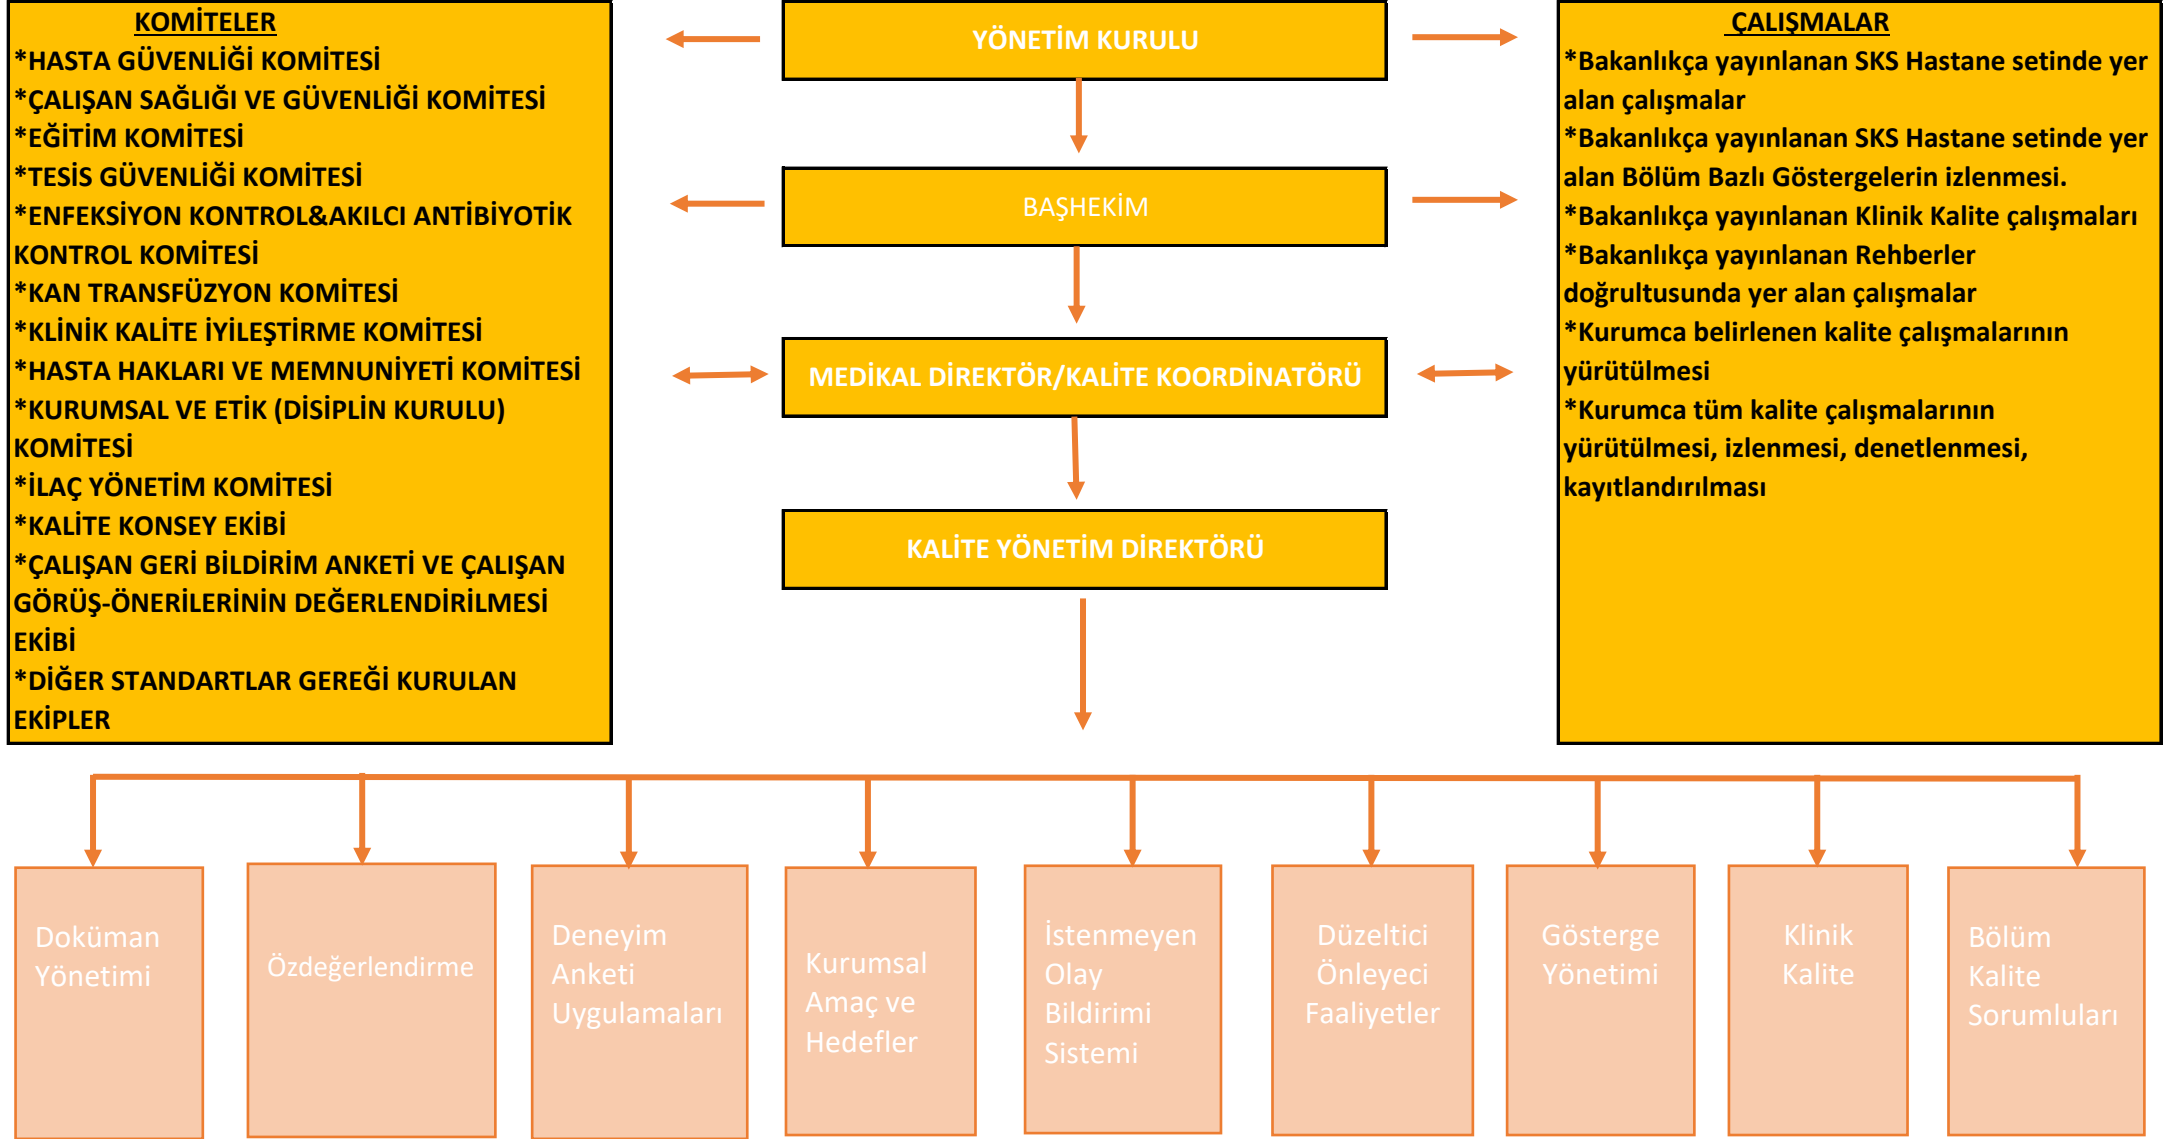 KOMİTELER
*HASTA GÜVENLİĞİ KOMİTESİ
*ÇALIŞAN SAĞLIĞI VE GÜVENLİĞİ KOMİTESİ
*EĞİTİM KOMİTESİ
*TESİS GÜVENLİĞİ KOMİTESİ
*ENFEKSİYON KONTROL&AKILCI ANTİBİYOTİK
KONTROL KOMİTESİ
*KAN TRANSFÜZYON KOMİTESİ
*KLİNİK KALİTE İYİLEŞTİRME KOMİTESİ
*HASTA HAKLARI VE MEMNUNİYETİ KOMİTESİ
*KURUMSAL VE ETİK (DİSİPLİN KURULU)
KOMİTESİ
*İLAÇ YÖNETİM KOMİTESİ
*KALİTE KONSEY EKİBİ
*ÇALIŞAN GERİ BİLDİRİM ANKETİ VE ÇALIŞAN
GÖRÜŞ-ÖNERİLERİNİN DEĞERLENDİRİLMESİ
EKİBİ
*DİĞER STANDARTLAR GEREĞİ KURULAN
EKİPLER
YÖNETİM KURULU
BAŞHEKİM
MEDİKAL DİREKTÖR/KALİTE KOORDİNATÖRÜ
KALİTE YÖNETİM DİREKTÖRÜ
ÇALIŞMALAR
*Bakanlıkça yayınlanan SKS Hastane setinde yer
alan çalışmalar
*Bakanlıkça yayınlanan SKS Hastane setinde yer
alan Bölüm Bazlı Göstergelerin izlenmesi.
*Bakanlıkça yayınlanan Klinik Kalite çalışmaları
*Bakanlıkça yayınlanan Rehberler
doğrultusunda yer alan çalışmalar
*Kurumca belirlenen kalite çalışmalarının
yürütülmesi
*Kurumca tüm kalite çalışmalarının
yürütülmesi, izlenmesi, denetlenmesi,
kayıtlandırılması
Doküman
Yönetimi
Özdeğerlendirme
Deneyim
Anketi
Uygulamaları
Kurumsal
Amaç ve
Hedefler
İstenmeyen
Olay
Bildirimi
Sistemi
Düzeltici
Önleyeci
Faaliyetler
Gösterge
Yönetimi
Klinik
Kalite
Bölüm
Kalite
Sorumluları